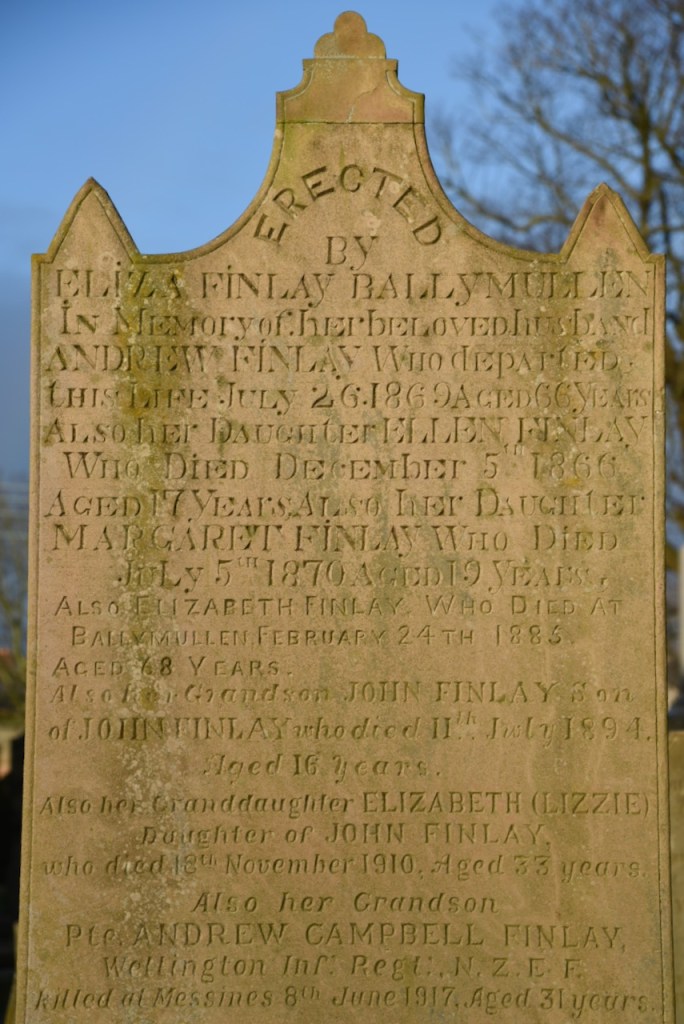 ERECTED
BY
ELIZA FINLAY BALLYMULLEN
In Memory of her beloved husband
ANDREW FINLAY Who departed
this Life July 26 1869 Aged 66 Years
Also her Daughter ELLEN FINLAY
Who Died December 5th 1866
Aged 17 Years Also her Daughter
MARGARET FINLAY Who Died
July 5TH 1870 Aged 19 Years.
ALSO ELIZABETH FINLAY. WHO DIED AT
BALLYMULLEN. FEBRUARY 24TH 1885.
AGED 68 YEARS.
Also her Grandson JOHN FINLAY Son
of JOHN FINLAY who died 11th July 1894.
Aged 16 years.
Also her Granddaughter ELIZABETH (LIZZIE)
Daughter of JOHN FINLAY,
who died 18th November 1910, Aged 33 years.
Also her Grandson
Pte. ANDREW CAMPBELL FINLAY,
Wellington Inf. Regt., N.Z.E.F.
killed at Messines 8th June 1917. Aged 31 years.